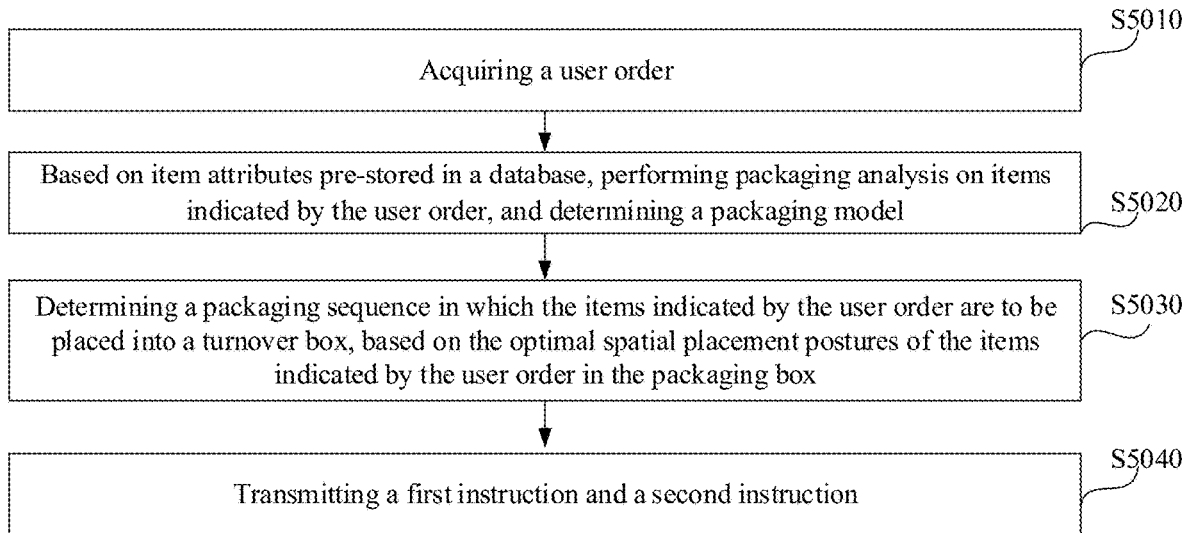 S5010
Acquiring a user order
Based on item attributes pre-stored in a database, performing packaging analysis on items
indicated by the user order, and determining a packaging model
S5020
Determining a packaging sequence in which the items indicated by the user order are to be
placed into a turnover box, based on the optimal spatial placement postures of the items
indicated by the user order in the packaging box
S5030
Transmitting a first instruction and a second instruction
S5040